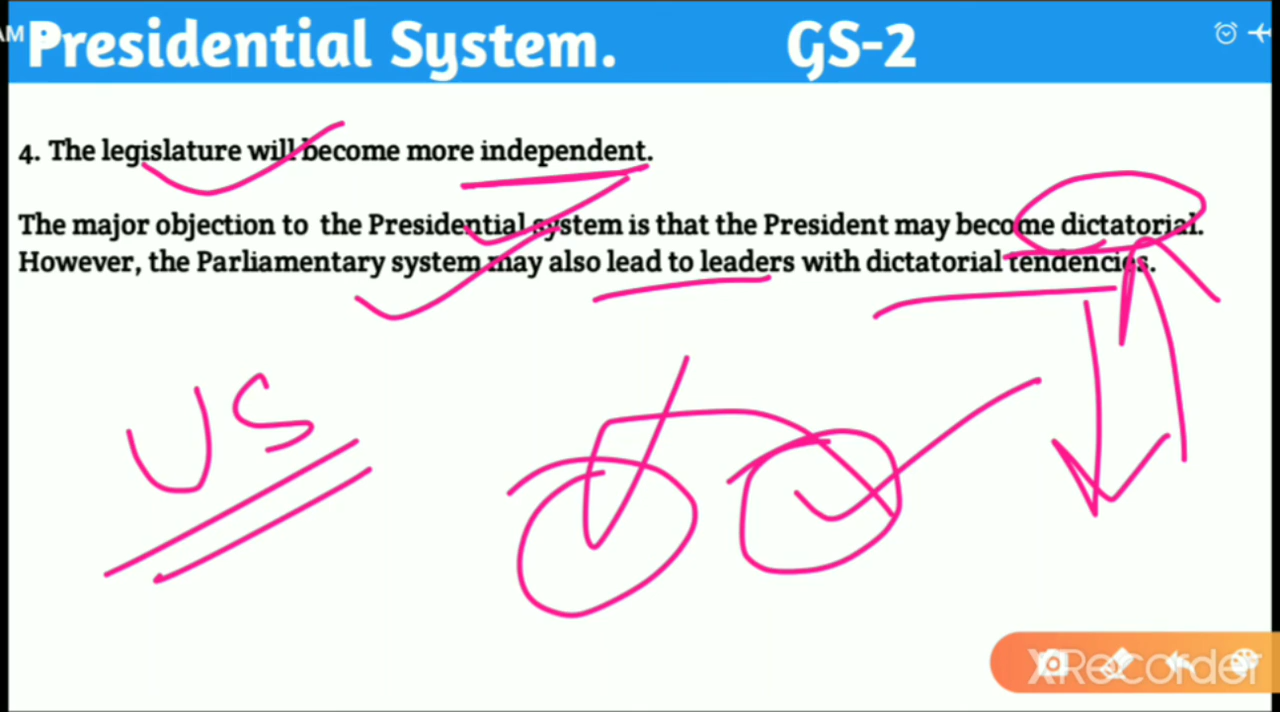 AM
Presidential System. GS-2
4. The legislature will become more independent.
The major objection to the Presidential system is that the President may become dictatorial.
However, the Parliamentary system may also lead to leaders with dictatorial tendencies.
US
XRecorder